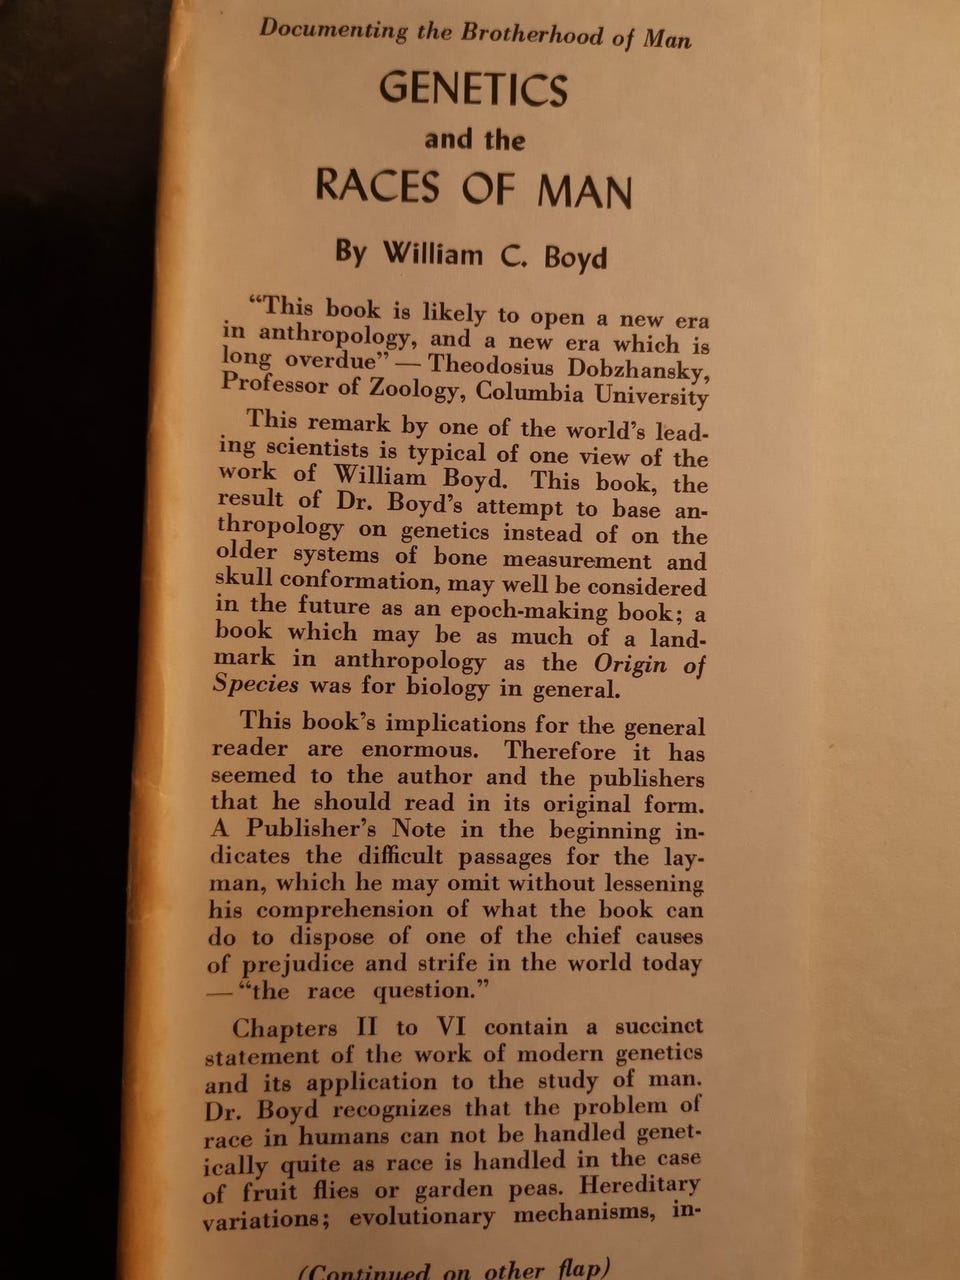 Documenting the Brotherhood of Man
GENETICS
and the
RACES OF MAN
By William C. Boyd
“This book is likely to open a new era
in anthropology, and a new era which is
long overdue” — Theodosius Dobzhansky,
Professor of Zoology, Columbia University
This remark by one of the world’s lead-
ing scientists is typical of one view of the
work of William Boyd. This book, the
result of Dr. Boyd’s attempt to base an-
thropology on genetics instead of on the
older systems of bone measurement and
skull conformation, may well be considered
in the future as an epoch-making book; a
book which may be as much of a land-
mark in anthropology as the Origin of
Species was for biology in general.
This book’s implications for the general
reader are enormous. Therefore it has
seemed to the author and the publishers
that he should read in its original form.
A Publisher’s Note in the beginning in-
dicates the difficult passages for the lay-
man, which he may omit without lessening
his comprehension of what the book can
do to dispose of one of the chief causes
of prejudice and strife in the world today
— “the race question.”
Chapters II to VI contain a succinct
statement of the work of modern genetics
and its application to the study of man.
Dr. Boyd recognizes that the problem of
race in humans can not be handled genet-
ically quite as race is handled in the case
of fruit flies or garden peas. Hereditary
variations; evolutionary mechanisms, in-
(Continued on other flap)